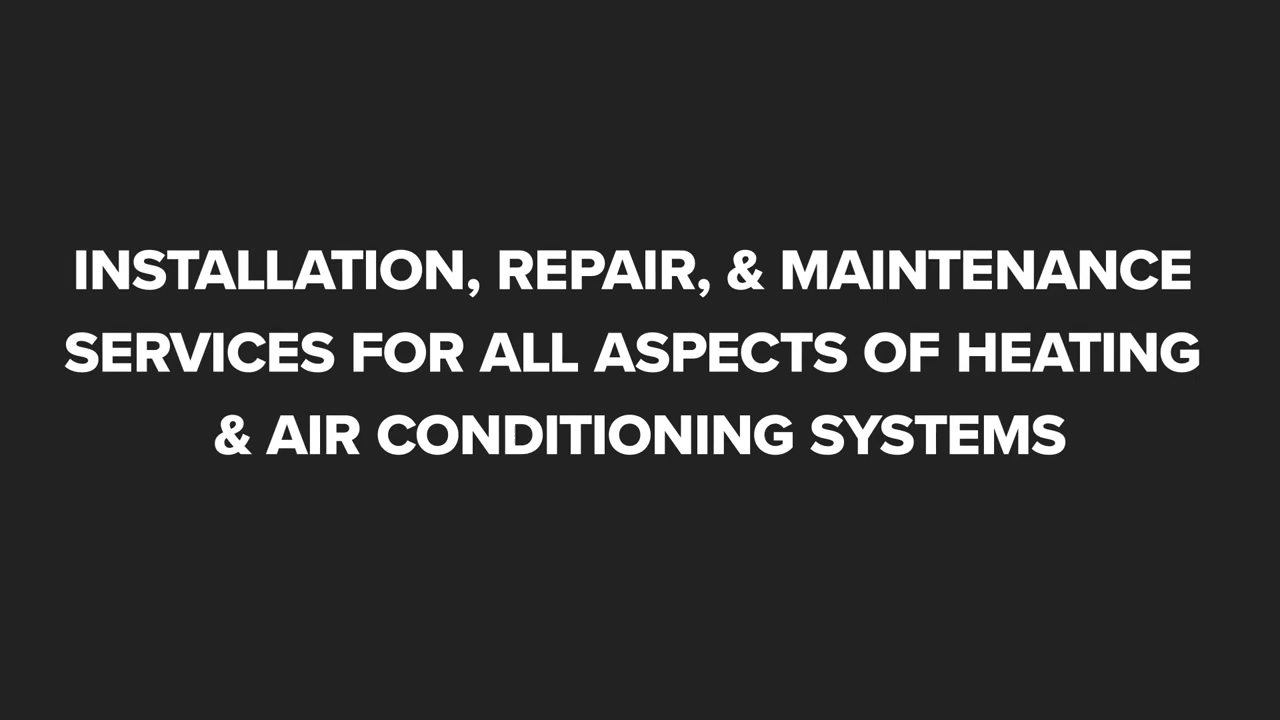 INSTALLATION, REPAIR, & MAINTENANCE
SERVICES FOR ALL ASPECTS OF HEATING
& AIR CONDITIONING SYSTEMS